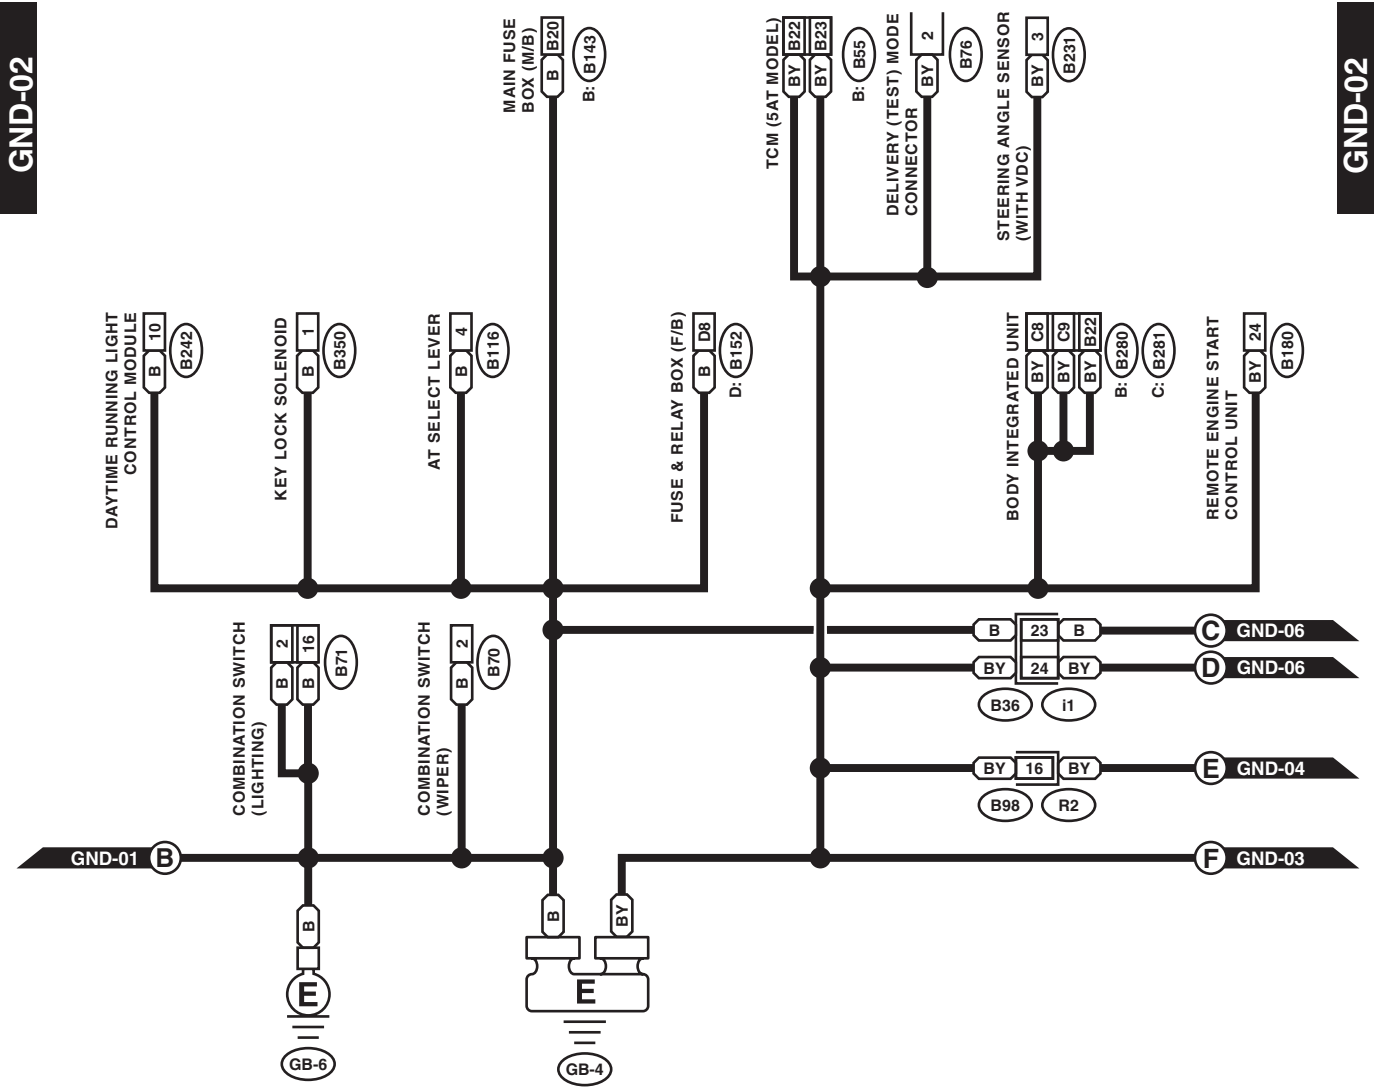 GND-02
GND-02
MAIN FUSE
BOX (M/B)
B20
B
B: B143
TCM (5AT MODEL)
B22
B23
BY
BY
B: B55
DELIVERY (TEST) MODE
CONNECTOR
2
BY
B76
STEERING ANGLE SENSOR
(WITH VDC)
3
BY
B231
DAYTIME RUNNING LIGHT
CONTROL MODULE
10
B
B242
KEY LOCK SOLENOID
1
B
B350
AT SELECT LEVER
4
B
B116
FUSE & RELAY BOX (F/B)
D8
B
D: B152
BODY INTEGRATED UNIT
C8
C9
B22
BY
BY
BY
B: B280
C: B281
REMOTE ENGINE START
CONTROL UNIT
24
BY
B180
COMBINATION SWITCH
(LIGHTING)
2
16
B
B
B71
COMBINATION SWITCH
(WIPER)
2
B
B70
B 23 B C GND-06
BY 24 BY D GND-06
B36 i1
BY 16 BY E GND-04
B98 R2
GND-01 B
F GND-03
B
E
GB-6
B
BY
E
GB-4